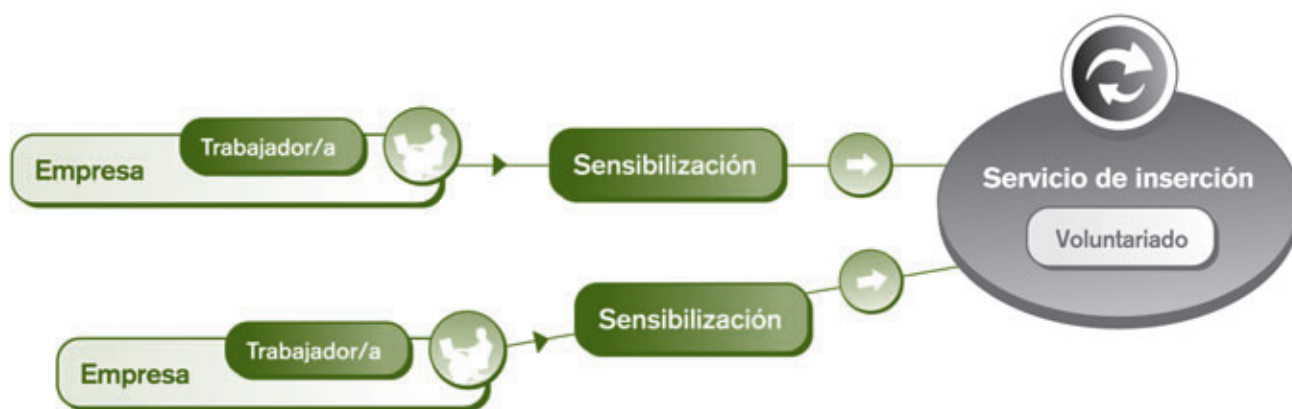 Trabajador/a
Empresa
Sensibilización
Servicio de inserción
Voluntariado
Trabajador/a
Empresa
Sensibilización